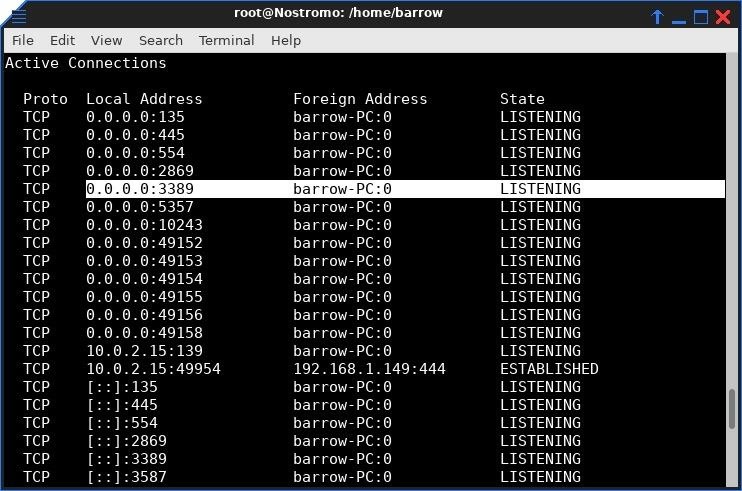 root@Nostromo: /home/barrow
File Edit View Search Terminal Help
Active Connections
Proto Local Address Foreign Address State
TCP 0.0.0.0:135 barrow-PC:0 LISTENING
TCP 0.0.0.0:445 barrow-PC:0 LISTENING
TCP 0.0.0.0:554 barrow-PC:0 LISTENING
TCP 0.0.0.0:2869 barrow-PC:0 LISTENING
TCP 0.0.0.0:3389 barrow-PC:0 LISTENING
TCP 0.0.0.0:5357 barrow-PC:0 LISTENING
TCP 0.0.0.0:10243 barrow-PC:0 LISTENING
TCP 0.0.0.0:49152 barrow-PC:0 LISTENING
TCP 0.0.0.0:49153 barrow-PC:0 LISTENING
TCP 0.0.0.0:49154 barrow-PC:0 LISTENING
TCP 0.0.0.0:49155 barrow-PC:0 LISTENING
TCP 0.0.0.0:49156 barrow-PC:0 LISTENING
TCP 0.0.0.0:49158 barrow-PC:0 LISTENING
TCP 10.0.2.15:139 barrow-PC:0 LISTENING
TCP 10.0.2.15:49954 192.168.1.149:444 ESTABLISHED
TCP [::]:135 barrow-PC:0 LISTENING
TCP [::]:445 barrow-PC:0 LISTENING
TCP [::]:554 barrow-PC:0 LISTENING
TCP [::]:2869 barrow-PC:0 LISTENING
TCP [::]:3389 barrow-PC:0 LISTENING
TCP [::]:3587 barrow-PC:0 LISTENING